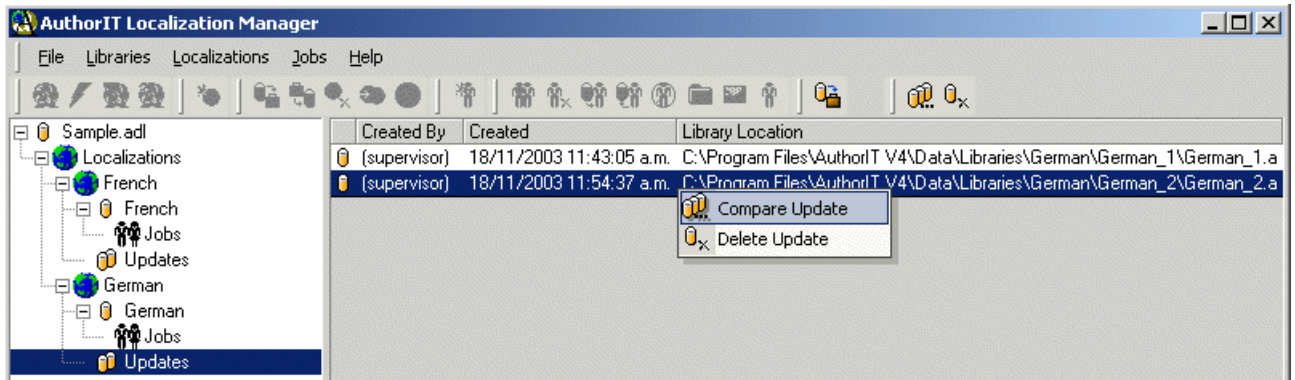 AuthorIT Localization Manager
File Libraries Localizations Jobs Help
Sample.adl
Localizations
French
French
Jobs
Updates
German
German
Jobs
Updates
Created By Created Library Location
(supervisor) 18/11/2003 11:43:05 a.m. C:\Program Files\AuthorIT V4\Data\Libraries\German\German_1\German_1.a
(supervisor) 18/11/2003 11:54:37 a.m. C:\Program Files\AuthorIT V4\Data\Libraries\German\German_2\German_2.a
Compare Update
Delete Update